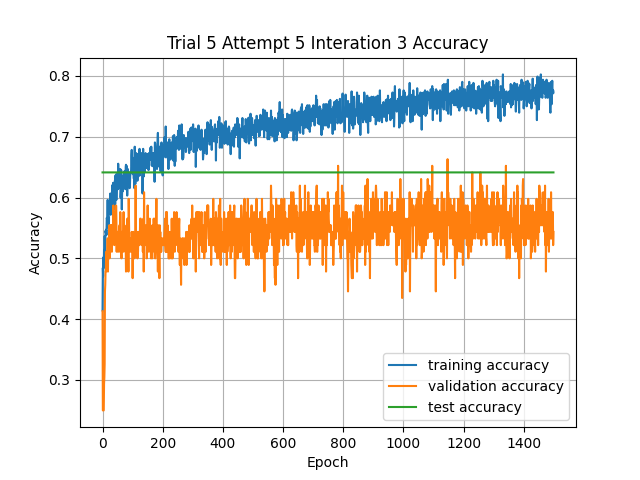 Trial 5 Attempt 5 Interation 3 Accuracy
Accuracy
0.8
0.7
0.6
0.5
0.4
0.3
training accuracy
validation accuracy
test accuracy
0 200 400 600 800 1000 1200 1400
Epoch